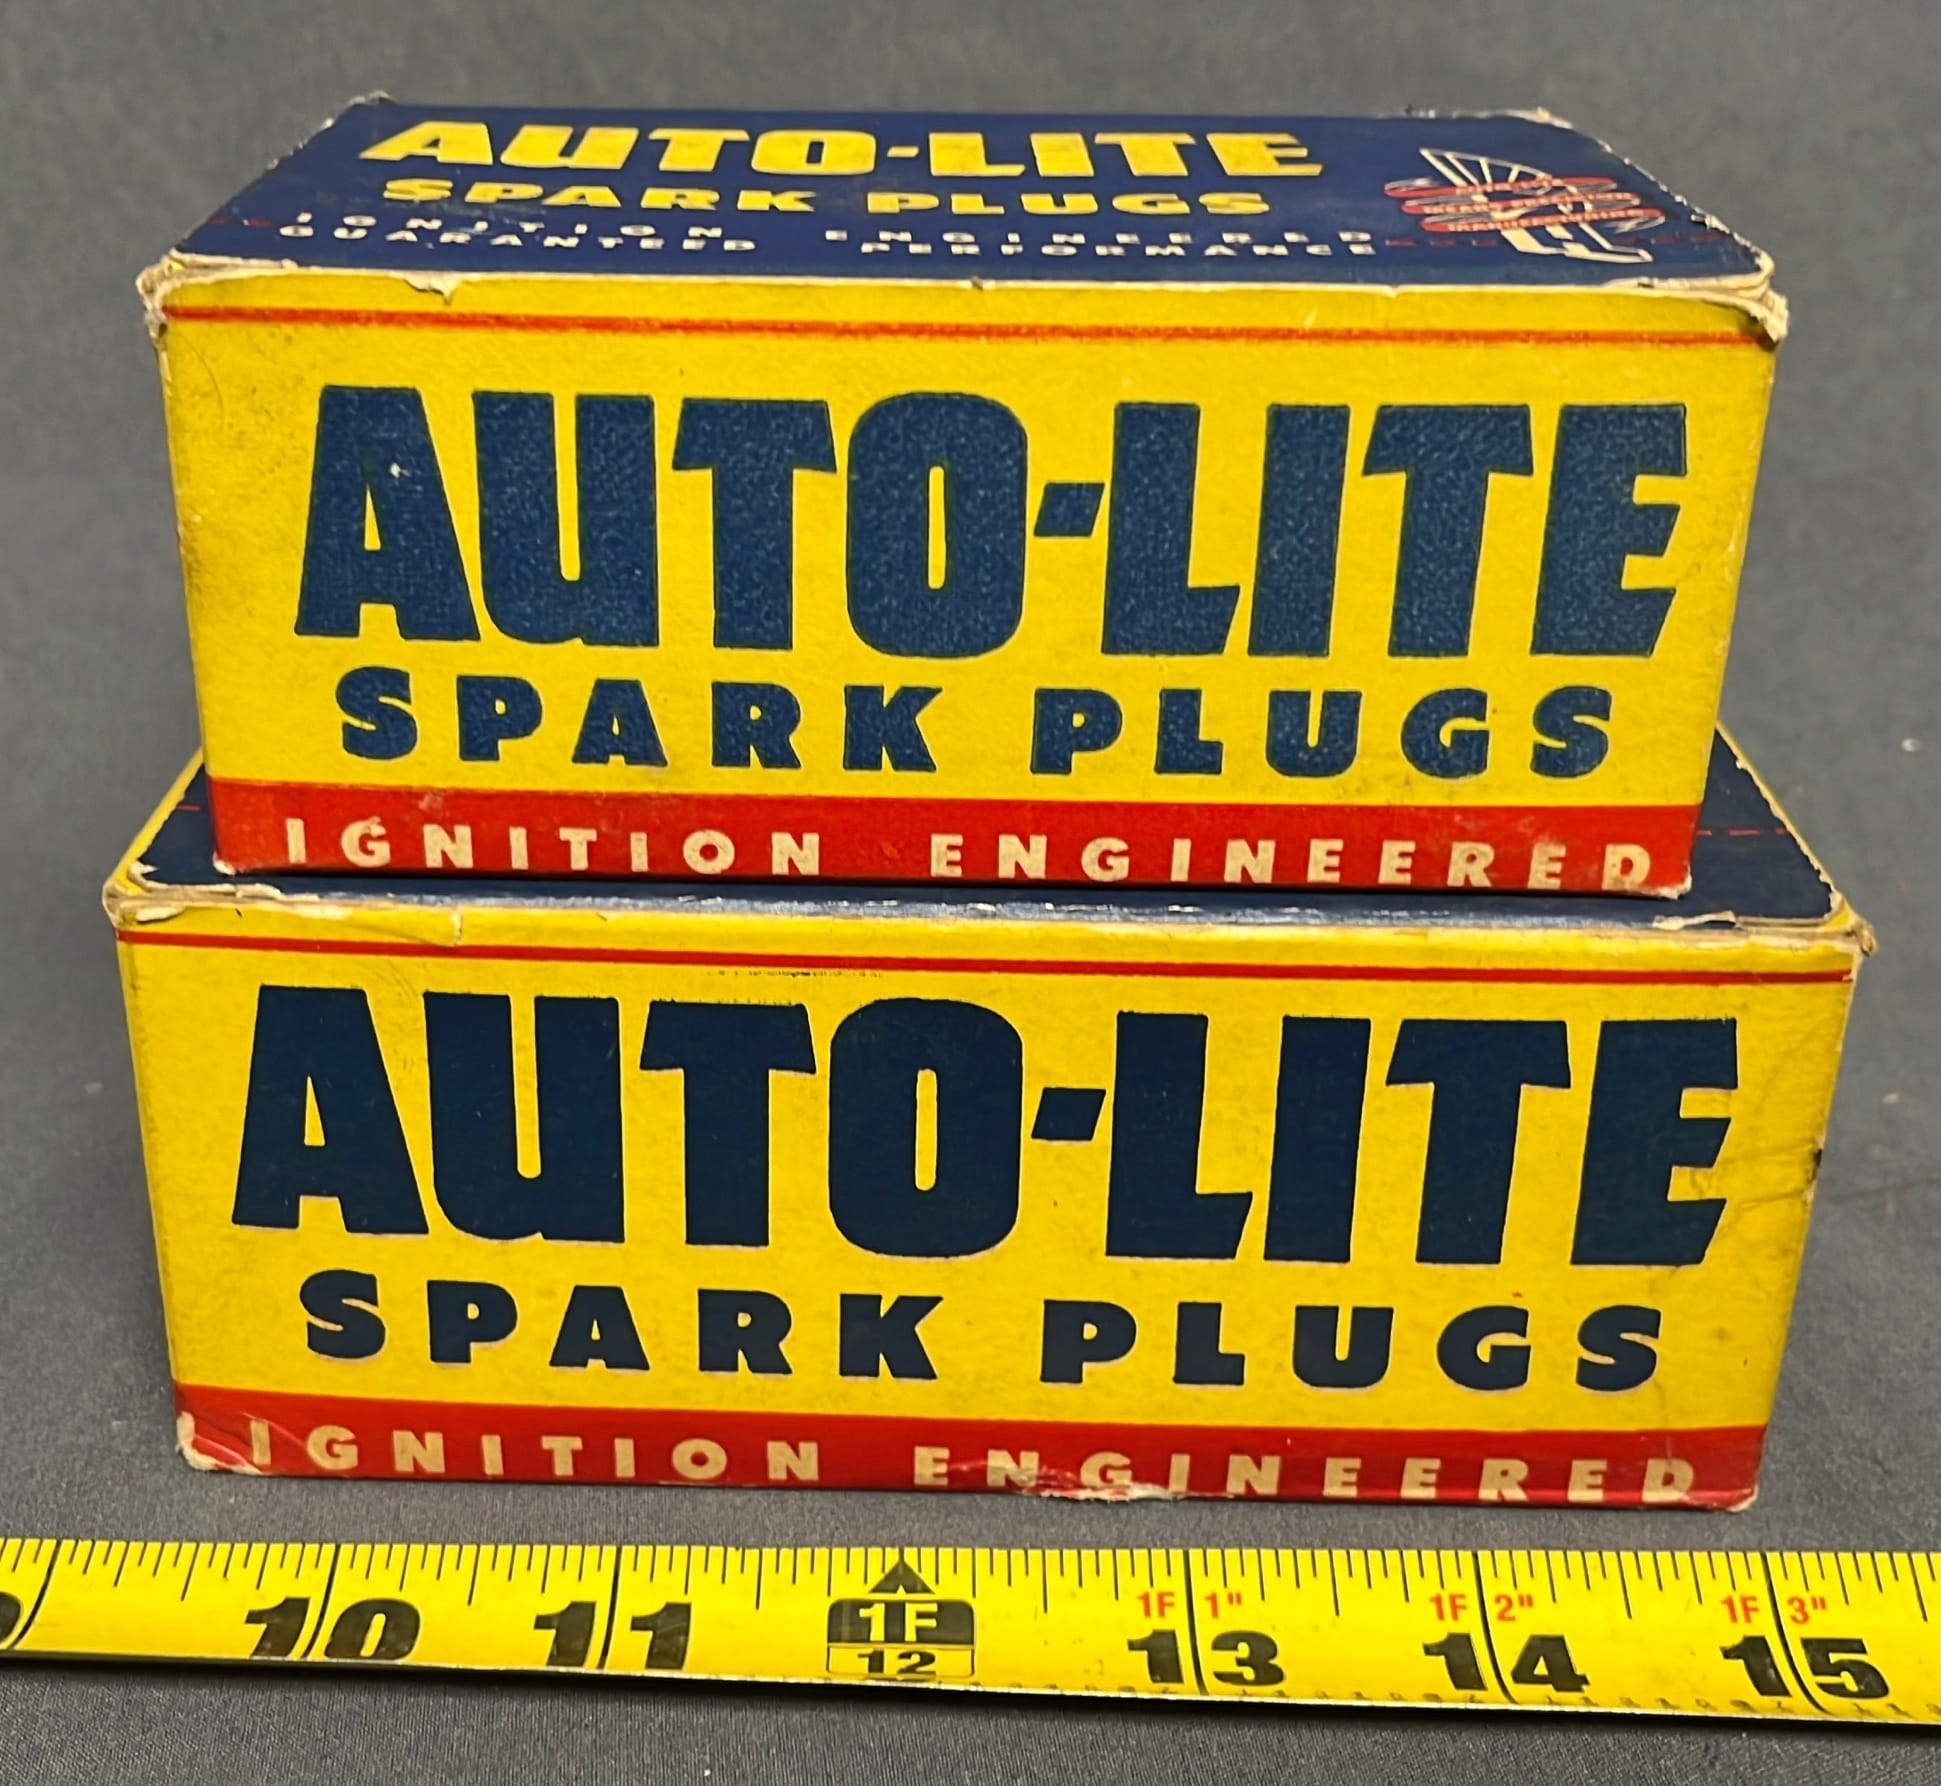 AUTO-LITE
SPARK PLUGS
IGNITION ENGINEERED
GUARANTEED PERFORMANCE
AUTO-LITE
SPARK PLUGS
IGNITION ENGINEERED
AUTO-LITE
SPARK PLUGS
IGNITION ENGINEERED
1F 1" 1F 2" 1F 3"
10 11 1F 13 14 15
12